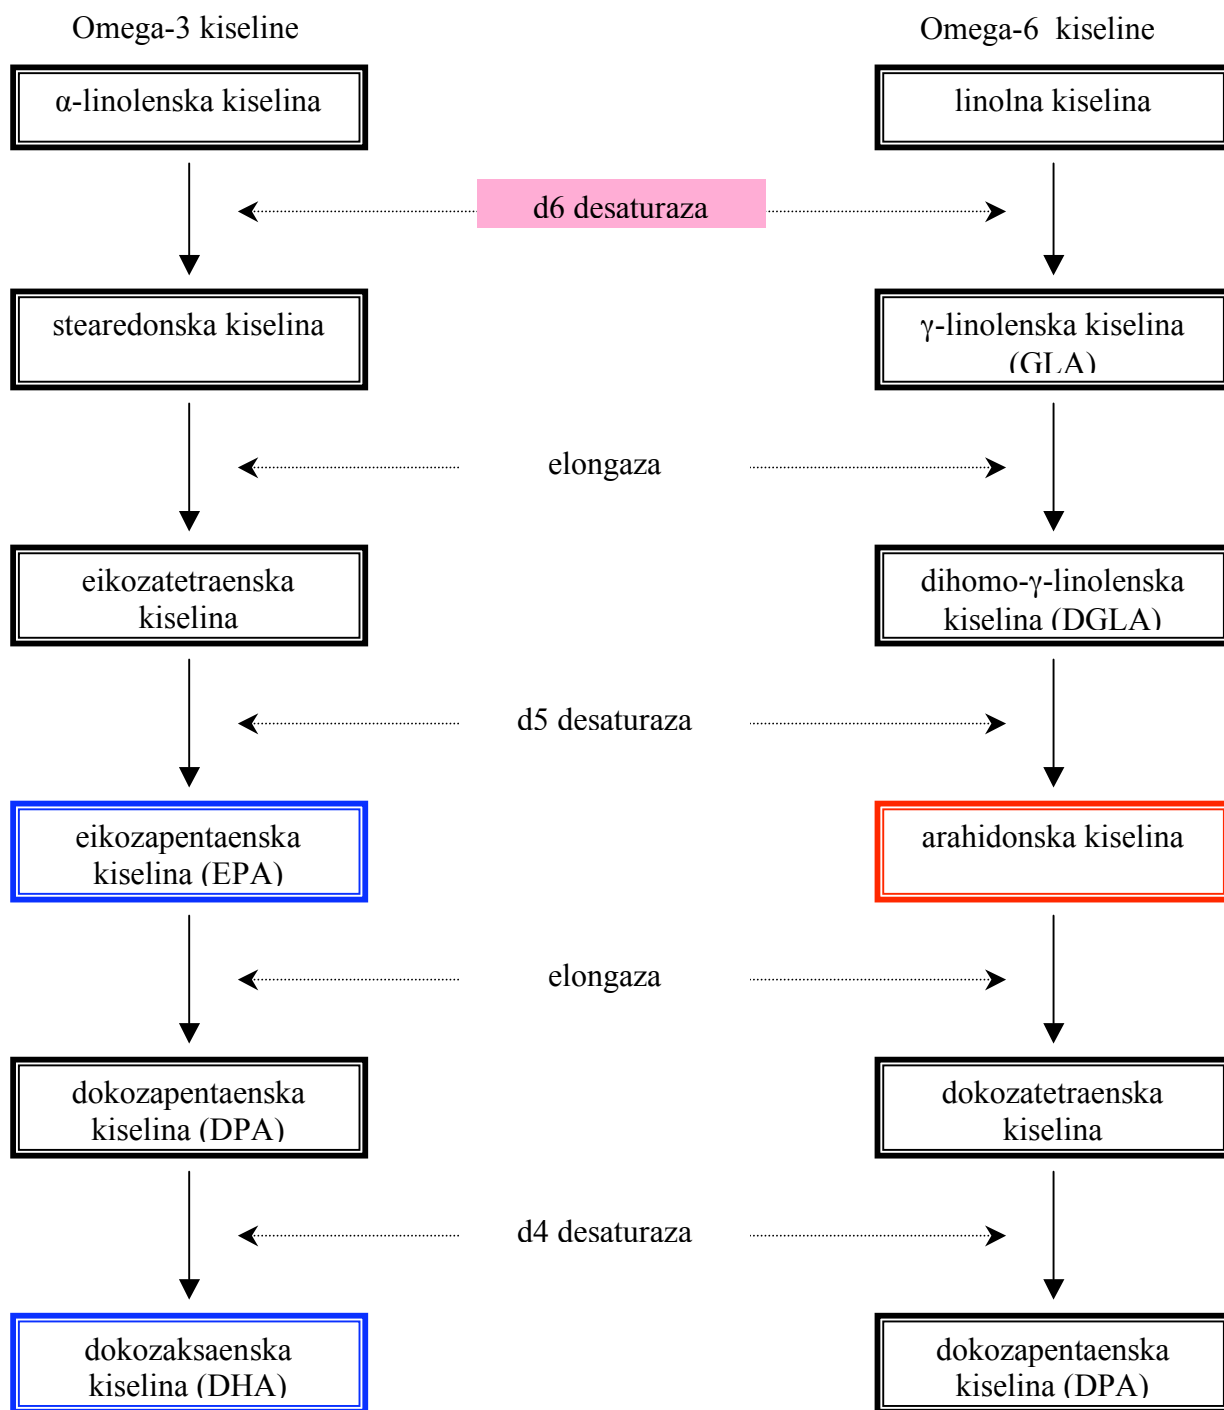 Omega-3 kiseline
Omega-6 kiseline
α-linolenska kiselina
linolna kiselina
d6 desaturaza
stearedonska kiselina
γ-linolenska kiselina
(GLA)
elongaza
eikozatetraenska
kiselina
dihomo-γ-linolenska
kiselina (DGLA)
d5 desaturaza
eikozapentaenska
kiselina (EPA)
arahidonska kiselina
elongaza
dokozapentaenska
kiselina (DPA)
dokozatetraenska
kiselina
d4 desaturaza
dokozaksaenska
kiselina (DHA)
dokozapentaenska
kiselina (DPA)